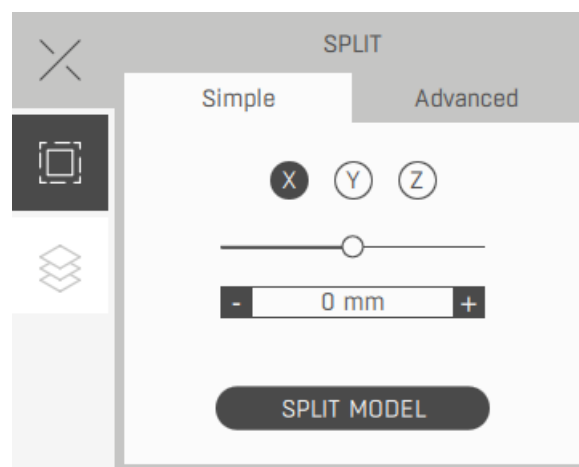 SPLIT
Simple Advanced
X Y Z
- 0 mm +
SPLIT MODEL